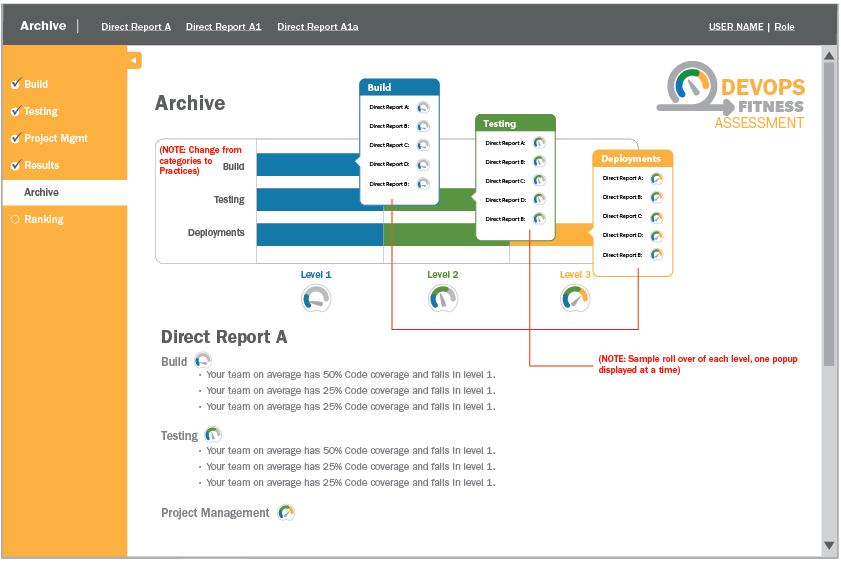 Archive | Direct Report A Direct Report A1 Direct Report A1a USER NAME | Role
Build
Testing
Project Mgmt
Results
Archive
Ranking
Archive
DEVOPS
FITNESS
ASSESSMENT
(NOTE: Change from
categories to
Practices)
Build
Testing
Deployments
Build
Direct Report A:
Direct Report B:
Direct Report C:
Direct Report D:
Direct Report B:
Testing
Direct Report A:
Direct Report B:
Direct Report C:
Direct Report D:
Direct Report B:
Deployments
Direct Report A:
Direct Report B:
Direct Report C:
Direct Report D:
Direct Report B:
Level 1 Level 2 Level 3
(NOTE: Sample roll over of each level, one popup
displayed at a time)
Direct Report A
Build
· Your team on average has 50% Code coverage and falls in level 1.
· Your team on average has 25% Code coverage and falls in level 1.
· Your team on average has 25% Code coverage and falls in level 1.
Testing
· Your team on average has 50% Code coverage and falls in level 1.
· Your team on average has 25% Code coverage and falls in level 1.
· Your team on average has 25% Code coverage and falls in level 1.
Project Management